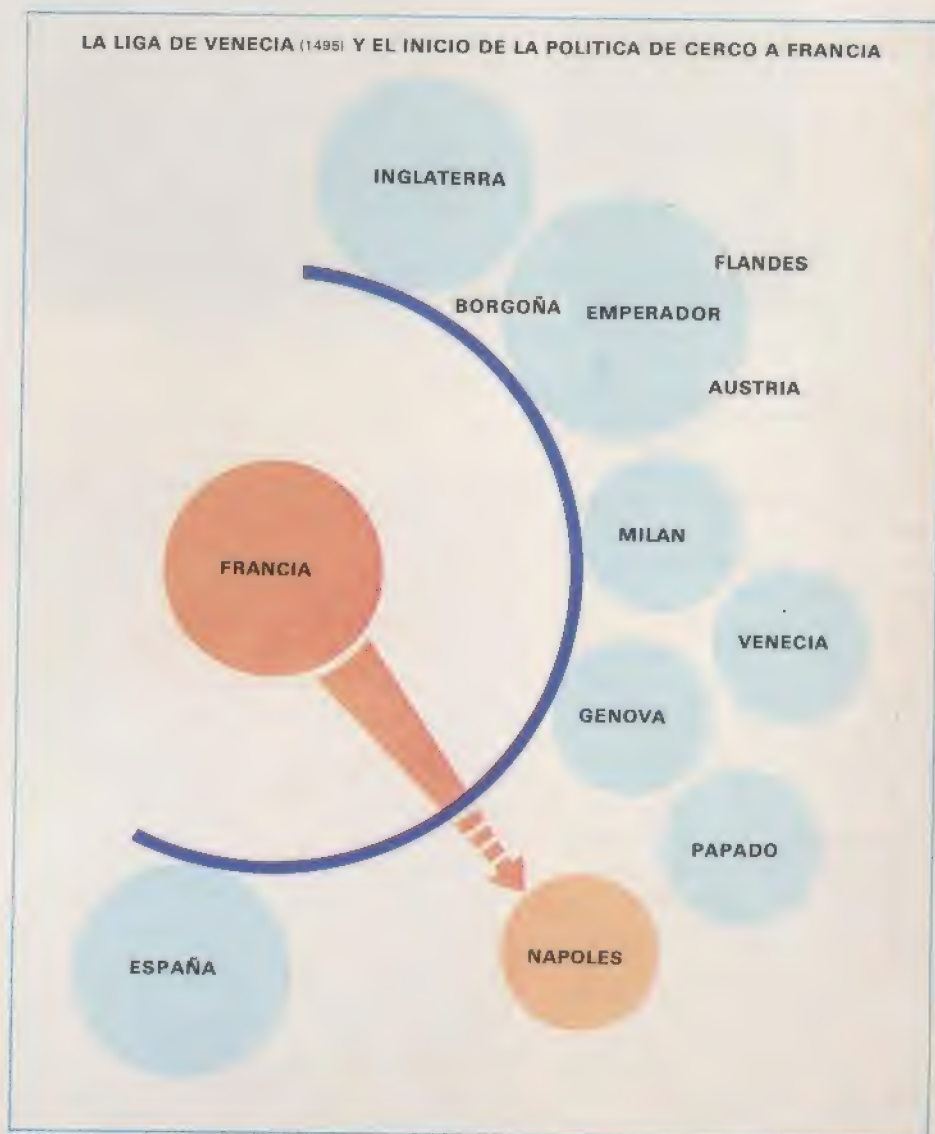 LA LIGA DE VENECIA (1495) Y EL INICIO DE LA POLITICA DE CERCO A FRANCIA
INGLATERRA
FLANDES
BORGOÑA
EMPERADOR
AUSTRIA
MILAN
FRANCIA
VENECIA
GENOVA
PAPADO
NAPOLES
ESPAÑA